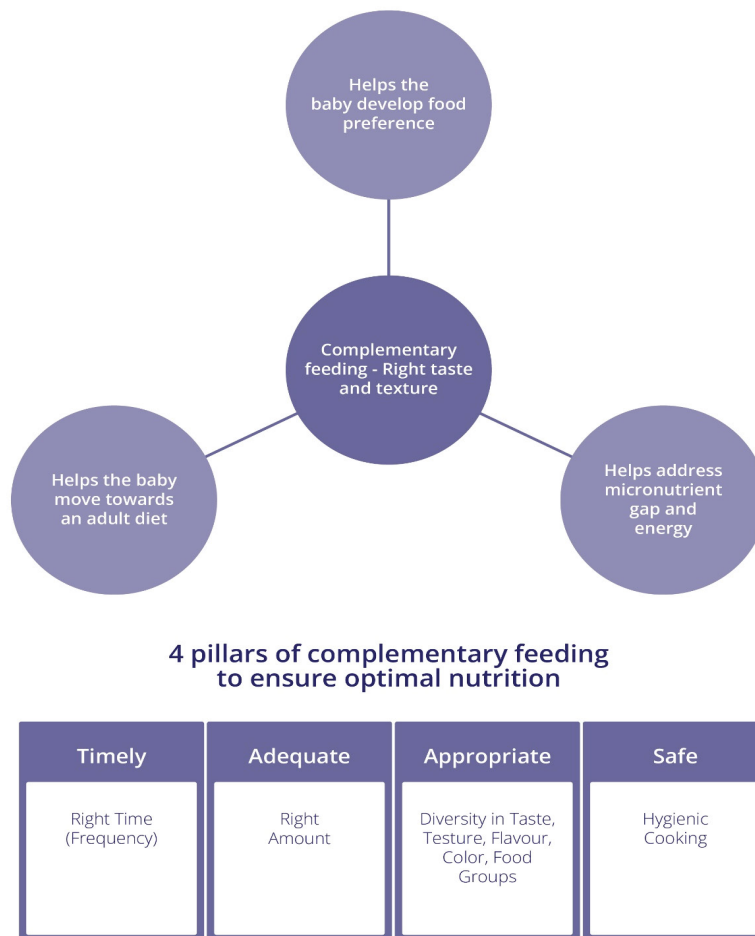 Helps the
baby develop food
preference
Complementary
feeding - Right taste
and texture
Helps the baby
move towards
an adult diet
Helps address
micronutrient
gap and
energy
4 pillars of complementary feeding
to ensure optimal nutrition
Timely
Right Time
(Frequency)
Adequate
Right
Amount
Appropriate
Diversity in Taste,
Testure, Flavour,
Color, Food
Groups
Safe
Hygienic
Cooking